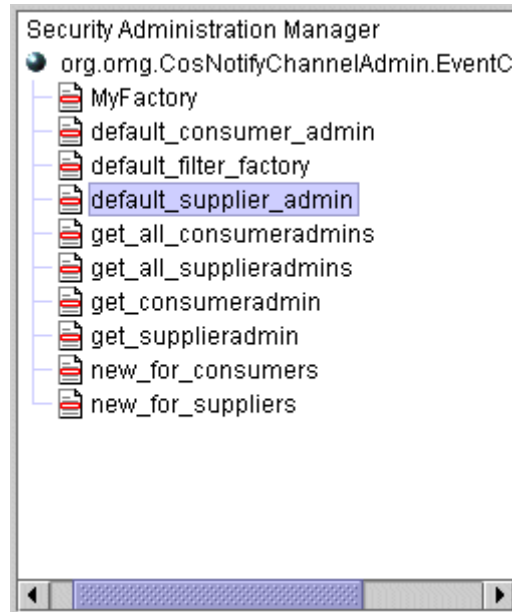 Security Administration Manager
org.omg.CosNotifyChannelAdmin.EventC
MyFactory
default_consumer_admin
default_filter_factory
default_supplier_admin
get_all_consumeradmins
get_all_supplieradmins
get_consumeradmin
get_supplieradmin
new_for_consumers
new_for_suppliers